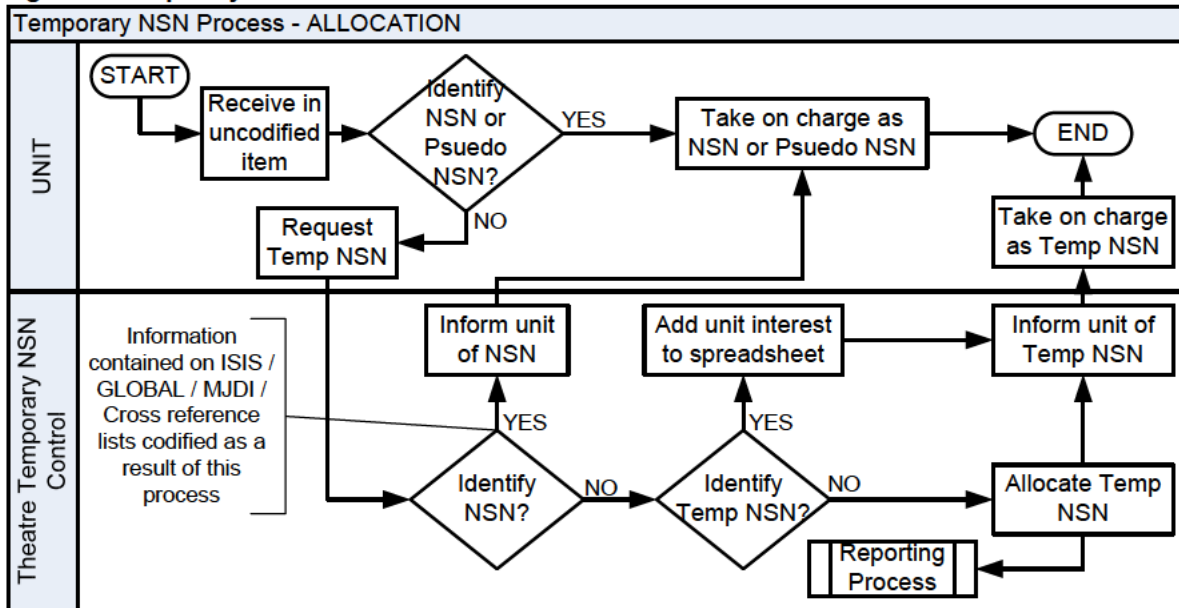 Temporary NSN Process - ALLOCATION
UNIT
START
Receive in
uncodified
item
Identify
NSN or
Psuedo
NSN?
YES
NO
Take on charge as
NSN or Psuedo NSN
END
Request
Temp NSN
Take on charge
as Temp NSN
Theatre Temporary NSN
Control
Information
contained on ISIS /
GLOBAL / MJDI /
Cross reference
lists codified as a
result of this
process
Inform unit
of NSN
YES
Identify
NSN?
NO
Add unit interest
to spreadsheet
YES
Identify
Temp NSN?
NO
Inform unit of
Temp NSN
Allocate Temp
NSN
Reporting
Process